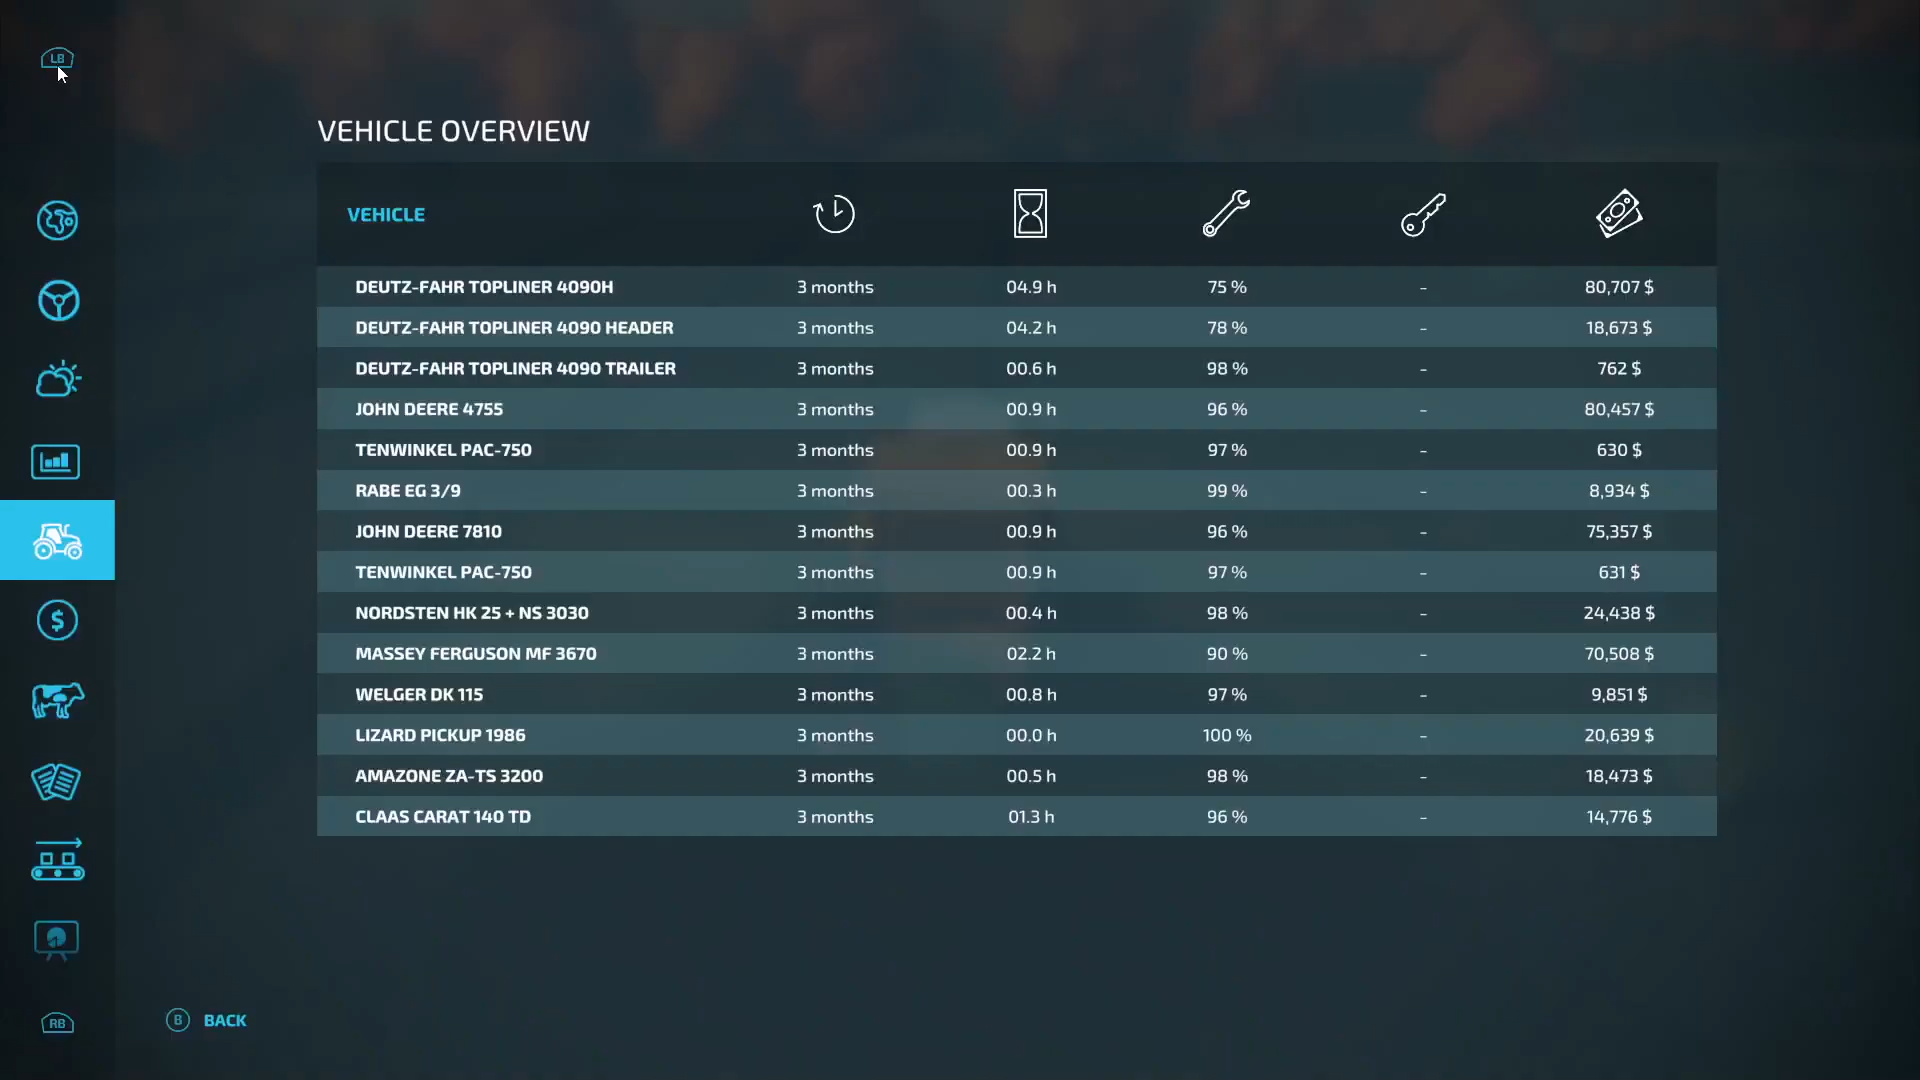 LB
VEHICLE OVERVIEW
VEHICLE
DEUTZ-FAHR TOPLINER 4090H 3 months 04.9 h 75 % - 80,707 $
DEUTZ-FAHR TOPLINER 4090 HEADER 3 months 04.2 h 78 % - 18,673 $
DEUTZ-FAHR TOPLINER 4090 TRAILER 3 months 00.6 h 98 % - 762 $
JOHN DEERE 4755 3 months 00.9 h 96 % - 80,457 $
TENWINKEL PAC-750 3 months 00.9 h 97 % - 630 $
RABE EG 3/9 3 months 00.3 h 99 % - 8,934 $
JOHN DEERE 7810 3 months 00.9 h 96 % - 75,357 $
TENWINKEL PAC-750 3 months 00.9 h 97 % - 631 $
NORDSTEN HK 25 + NS 3030 3 months 00.4 h 98 % - 24,438 $
MASSEY FERGUSON MF 3670 3 months 02.2 h 90 % - 70,508 $
WELGER DK 115 3 months 00.8 h 97 % - 9,851 $
LIZARD PICKUP 1986 3 months 00.0 h 100 % - 20,639 $
AMAZONE ZA-TS 3200 3 months 00.5 h 98 % - 18,473 $
CLAAS CARAT 140 TD 3 months 01.3 h 96 % - 14,776 $
$
RB
B BACK